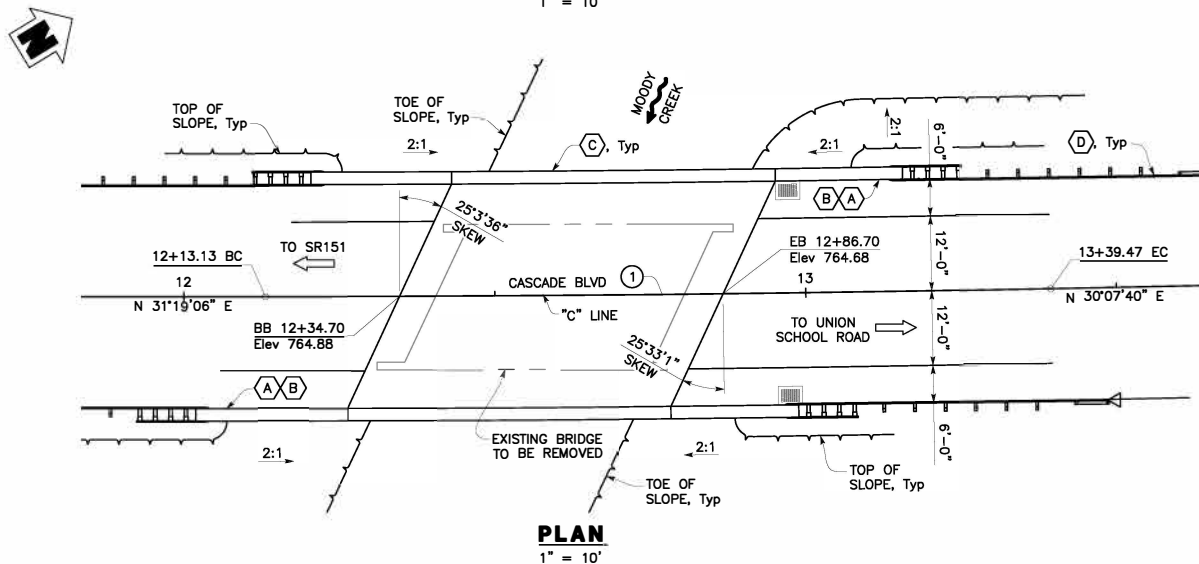 1" = 10'
N
TOP OF
SLOPE, Typ
TOE OF
SLOPE, Typ
MOODY
CREEK
C, Typ
2:1
2:1
2:1
6'-0"
D, Typ
B A
25°3'36"
SKEW
TO SR151
12+13.13 BC
12
N 31°19'06" E
BB 12+34.70
Elev 764.88
CASCADE BLVD
1
"C" LINE
EB 12+86.70
Elev 764.68
13
12'-0"
13+39.47 EC
N 30°07'40" E
12'-0"
TO UNION
SCHOOL ROAD
25°33'1"
SKEW
A B
EXISTING BRIDGE
TO BE REMOVED
2:1
2:1
6'-0"
TOE OF
SLOPE, Typ
TOP OF
SLOPE, Typ
PLAN
1" = 10'